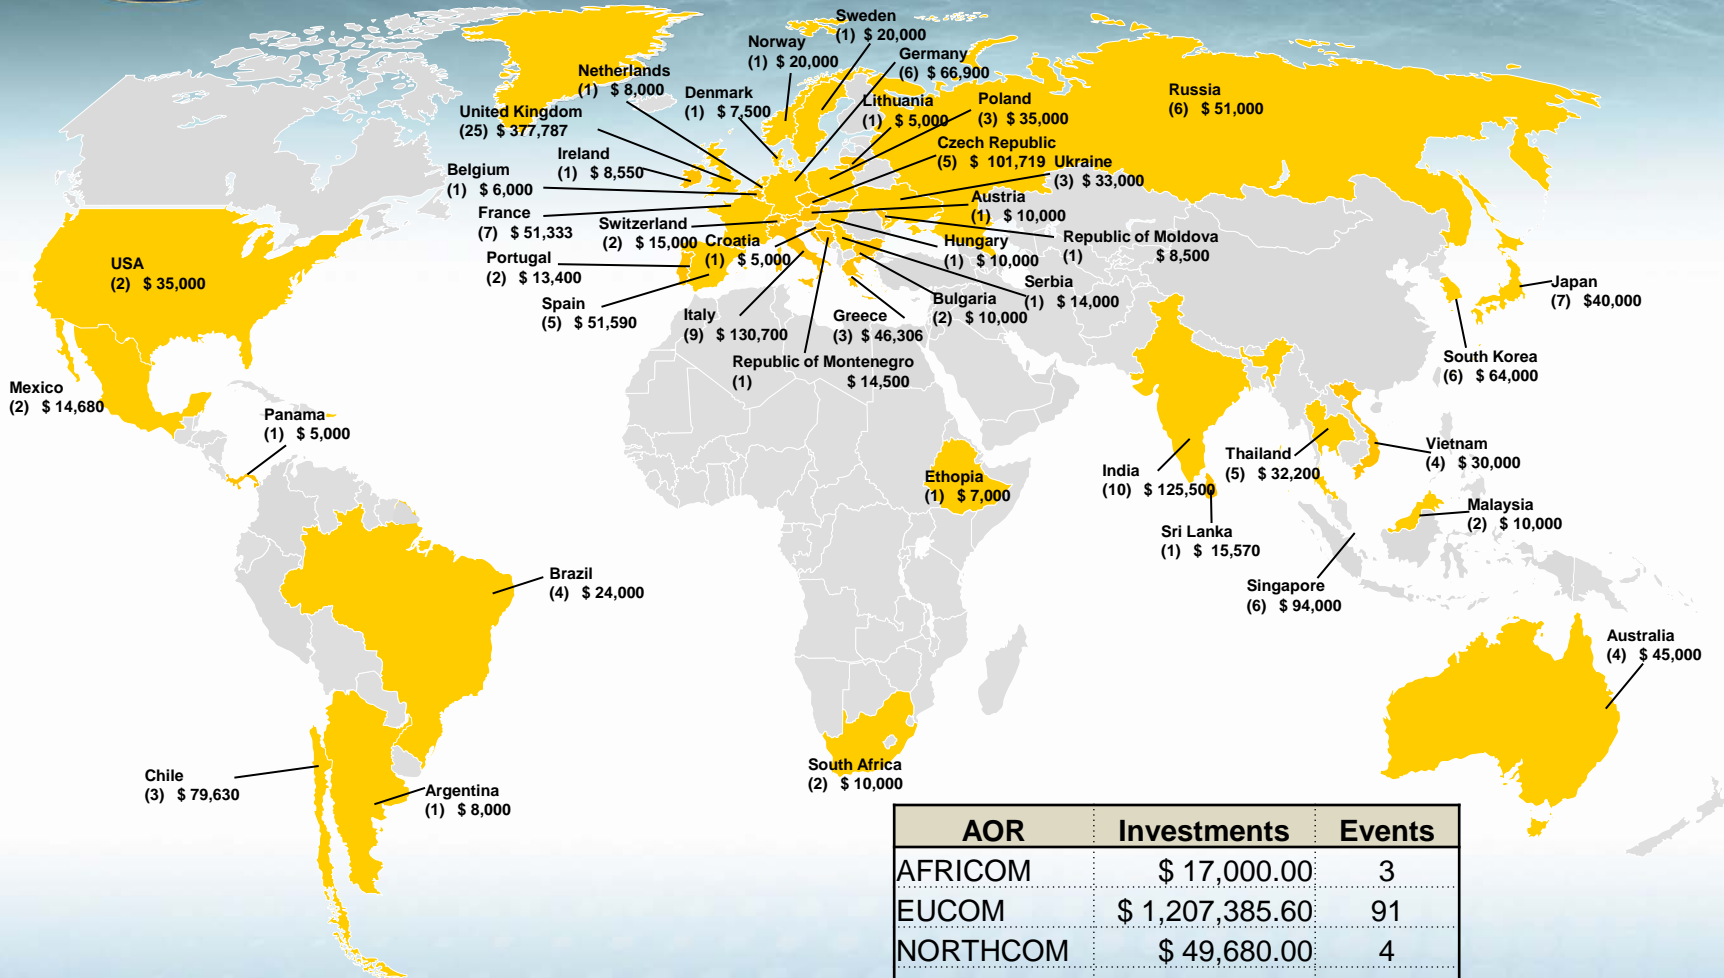 Sweden
(1) $ 20,000
Norway
(1) $ 20,000
Germany
(6) $ 66,900
Netherlands
(1) $ 8,000
Denmark
(1) $ 7,500
Lithuania
(1) $ 5,000
Poland
(3) $ 35,000
Russia
(6) $ 51,000
United Kingdom
(25) $ 377,787
Czech Republic
(5) $ 101,719
Ireland
(1) $ 8,550
Ukraine
(3) $ 33,000
Belgium
(1) $ 6,000
Austria
(1) $ 10,000
France
(7) $ 51,333
Switzerland
(2) $ 15,000
Croatia
(1) $ 5,000
Hungary
(1) $ 10,000
Republic of Moldova
(1) $ 8,500
Portugal
(2) $ 13,400
USA
(2) $ 35,000
Serbia
(1) $ 14,000
Japan
(7) $40,000
Spain
(5) $ 51,590
Italy
(9) $ 130,700
Greece
(3) $ 46,306
Bulgaria
(2) $ 10,000
Republic of Montenegro
(1) $ 14,500
South Korea
(6) $ 64,000
Mexico
(2) $ 14,680
Panama
(1) $ 5,000
Vietnam
(4) $ 30,000
Thailand
(5) $ 32,200
India
(10) $ 125,500
Ethopia
(1) $ 7,000
Malaysia
(2) $ 10,000
Sri Lanka
(1) $ 15,570
Singapore
(6) $ 94,000
Brazil
(4) $ 24,000
Australia
(4) $ 45,000
South Africa
(2) $ 10,000
Chile
(3) $ 79,630
Argentina
(1) $ 8,000
AOR Investments Events
AFRICOM $ 17,000.00 3
EUCOM $ 1,207,385.60 91
NORTHCOM $ 49,680.00 4